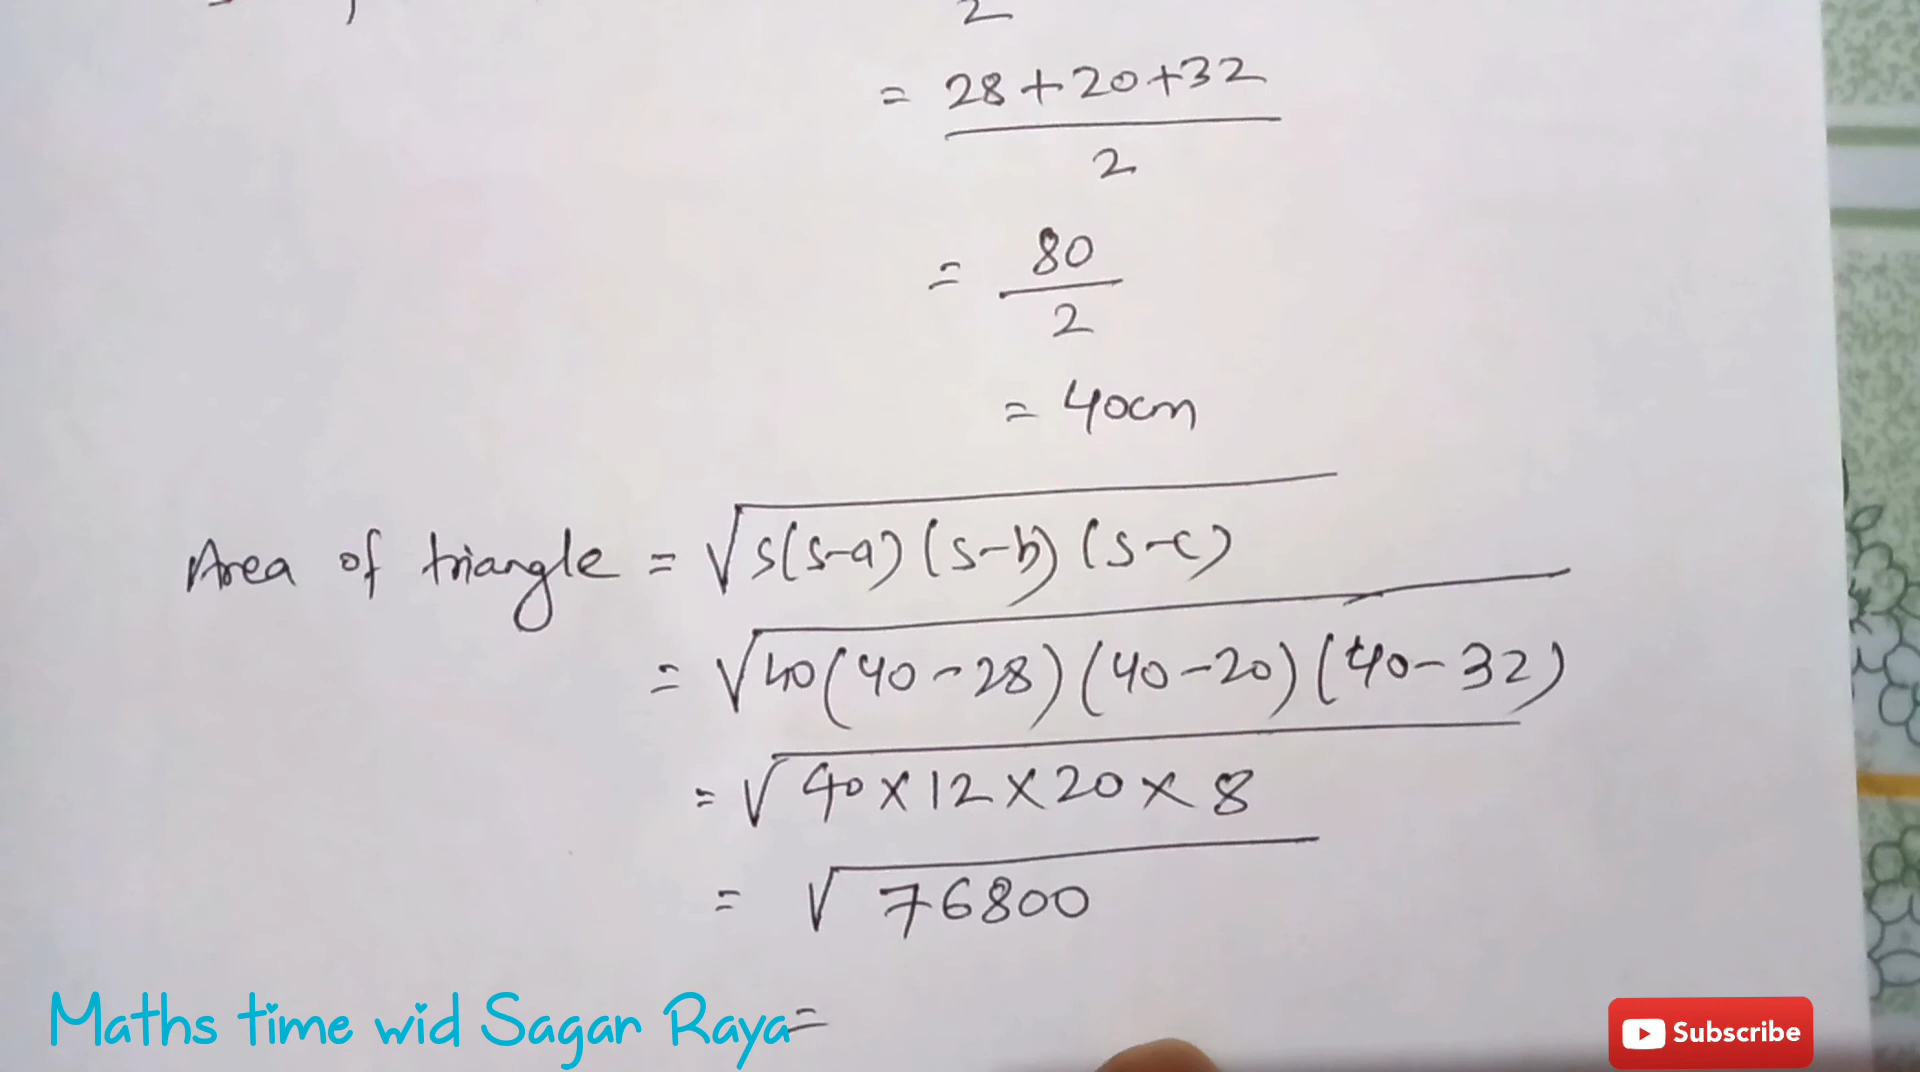 2
= 28+20+32
2
= 80
2
= 40cm
Area of triangle = √s(s-a)(s-b)(s-c)
= √40(40-28)(40-20)(40-32)
= √40×12×20×8
= √76800
=
Maths time wid Sagar Raya
Subscribe